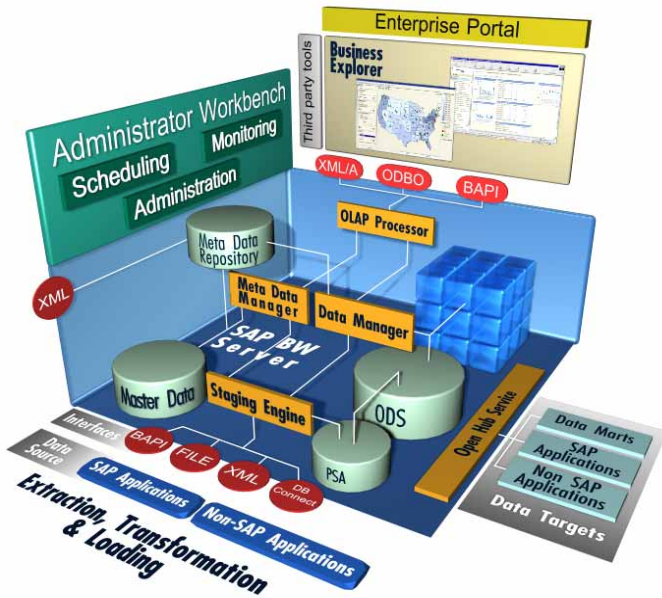 Enterprise Portal
Third party tools
Business
Explorer
Administrator Workbench
Monitoring
Scheduling
Administration
XML/A
ODBO
BAPI
OLAP Processor
Meta Data
Repository
XML
Meta Data
Manager
Data Manager
SAP BW
Server
Master Data
Staging Engine
ODS
PSA
Open Hub Service
Interfaces
BAPI
FILE
XML
DB
Connect
Data
Source
SAP Applications
Non-SAP Applications
Extraction, Transformation
& Loading
Data Marts
SAP
Applications
Non SAP
Applications
Data Targets